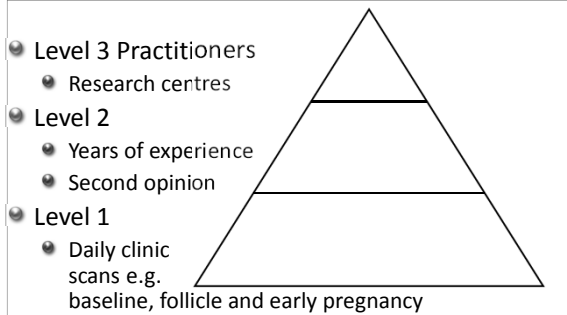 Level 3 Practitioners
Research centres
Level 2
Years of experience
Second opinion
Level 1
Daily clinic
scans e.g.
baseline, follicle and early pregnancy